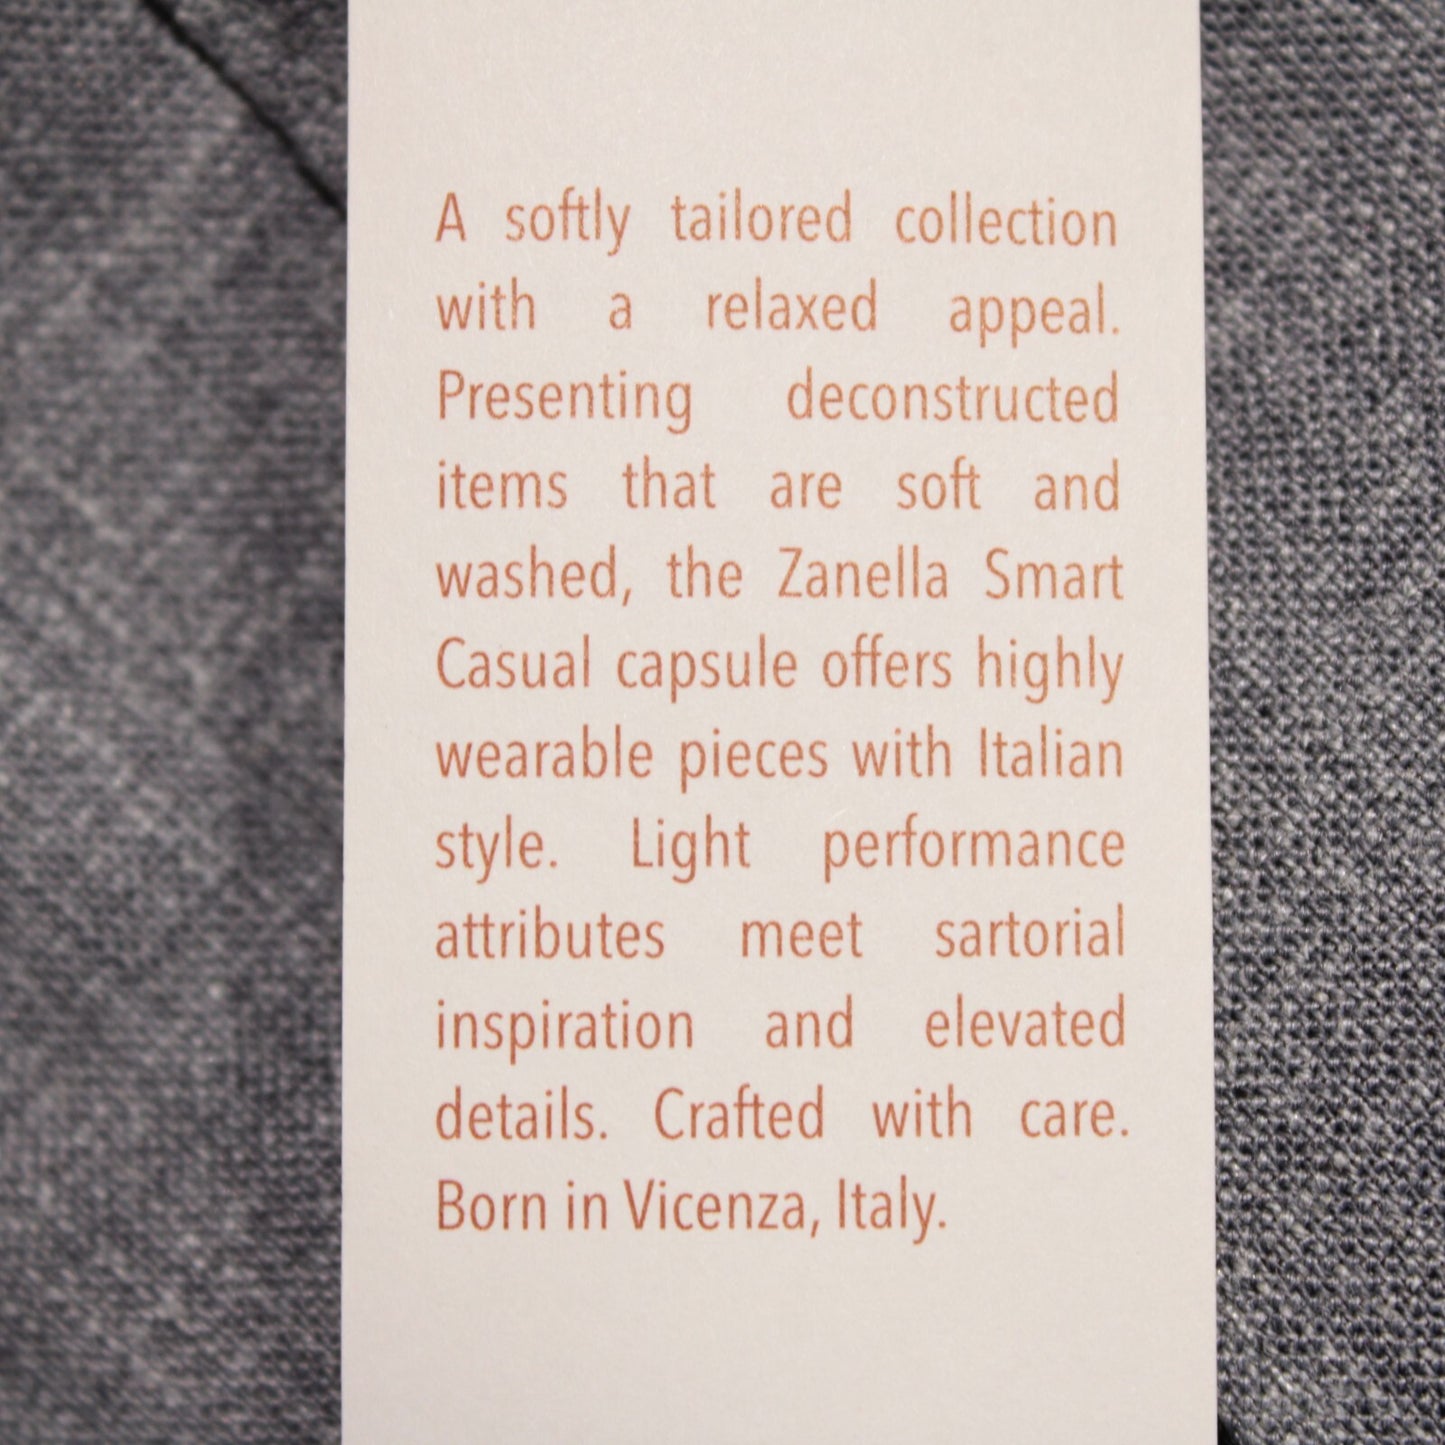 A softly tailored collection
with a relaxed appeal.
Presenting deconstructed
items that are soft and
washed, the Zanella Smart
Casual capsule offers highly
wearable pieces with Italian
style. Light performance
attributes meet sartorial
inspiration and elevated
details. Crafted with care.
Born in Vicenza, Italy.